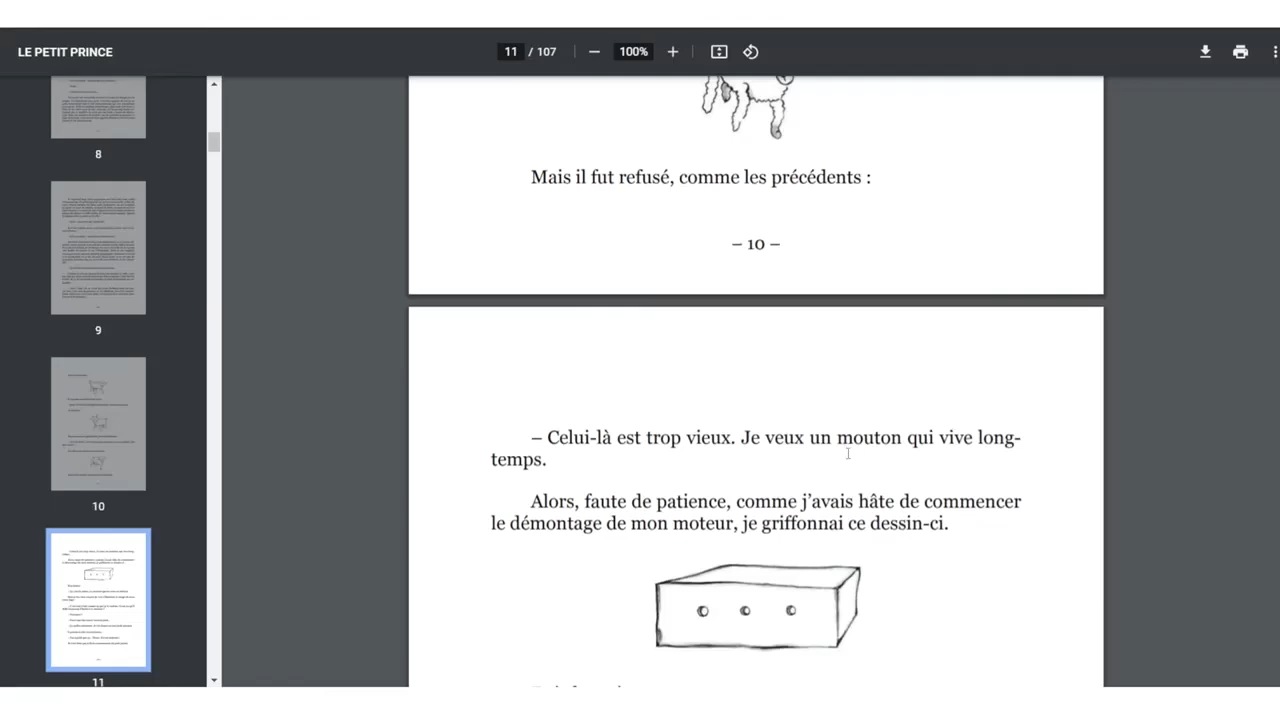 LE PETIT PRINCE
11 / 107
100%
8
9
10
11
Mais il fut refusé, comme les précédents :
– 10 –
– Celui-là est trop vieux. Je veux un mouton qui vive long-
temps.
Alors, faute de patience, comme j’avais hâte de commencer
le démontage de mon moteur, je griffonnai ce dessin-ci.